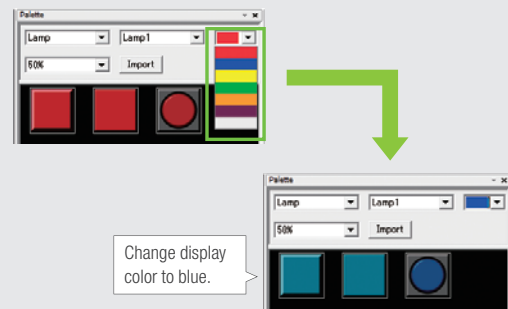 Palette
Lamp Lamp1
50% Import
Palette
Lamp Lamp1
50% Import
Change display
color to blue.